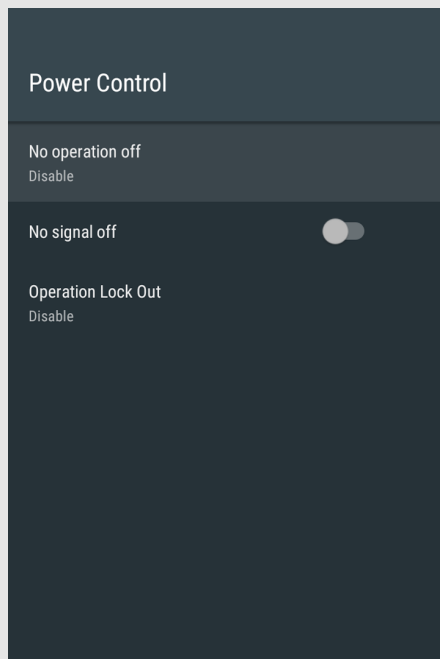 Power Control
No operation off
Disable
No signal off
Operation Lock Out
Disable